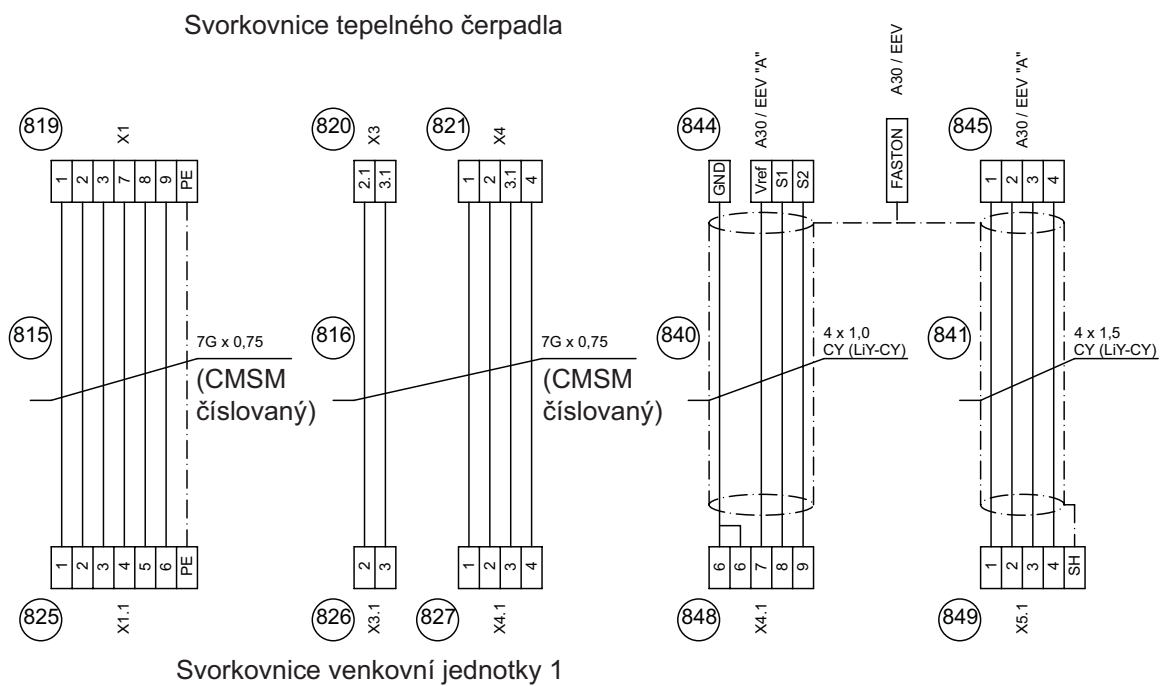 Svorkovnice tepelného čerpadla
819
X1
1 2 3 7 8 9 PE
820
X3
2.1 3.1
821
X4
1 2 3.1 4
844
A30 / EEV "A"
GND Vref S1 S2
A30 / EEV
FASTON
845
A30 / EEV "A"
1 2 3 4
815
7G x 0,75
(CMSM
číslovaný)
816
7G x 0,75
(CMSM
číslovaný)
840
4 x 1,0
CY (LiY-CY)
841
4 x 1,5
CY (LiY-CY)
1 2 3 4 5 6 PE
825
X1.1
2 3
826
X3.1
1 2 3 4
827
X4.1
6 6 7 8 9
848
X4.1
1 2 3 4 SH
849
X5.1
Svorkovnice venkovní jednotky 1